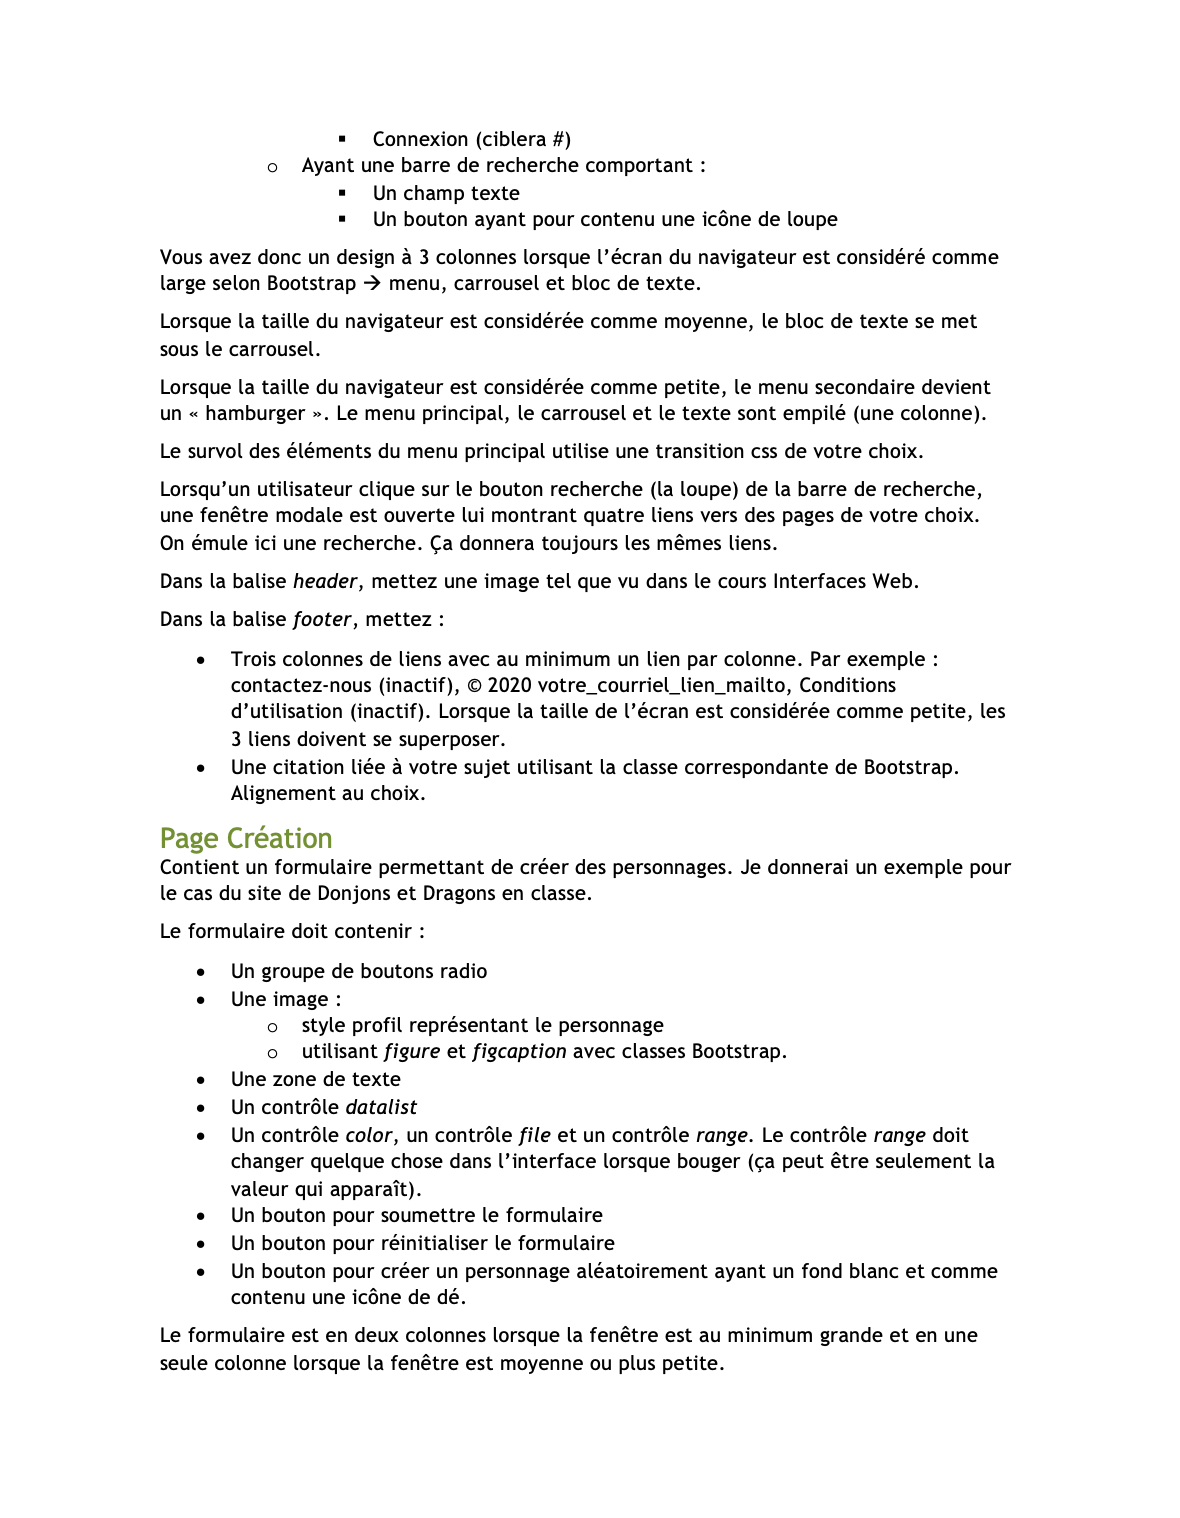 ▪ Connexion (ciblera #)
o Ayant une barre de recherche comportant :
▪ Un champ texte
▪ Un bouton ayant pour contenu une icône de loupe
Vous avez donc un design à 3 colonnes lorsque l’écran du navigateur est considéré comme
large selon Bootstrap → menu, carrousel et bloc de texte.
Lorsque la taille du navigateur est considérée comme moyenne, le bloc de texte se met
sous le carrousel.
Lorsque la taille du navigateur est considérée comme petite, le menu secondaire devient
un « hamburger ». Le menu principal, le carrousel et le texte sont empilé (une colonne).
Le survol des éléments du menu principal utilise une transition css de votre choix.
Lorsqu’un utilisateur clique sur le bouton recherche (la loupe) de la barre de recherche,
une fenêtre modale est ouverte lui montrant quatre liens vers des pages de votre choix.
On émule ici une recherche. Ça donnera toujours les mêmes liens.
Dans la balise header, mettez une image tel que vu dans le cours Interfaces Web.
Dans la balise footer, mettez :
• Trois colonnes de liens avec au minimum un lien par colonne. Par exemple :
contactez-nous (inactif), © 2020 votre_courriel_lien_mailto, Conditions
d’utilisation (inactif). Lorsque la taille de l’écran est considérée comme petite, les
3 liens doivent se superposer.
• Une citation liée à votre sujet utilisant la classe correspondante de Bootstrap.
Alignement au choix.
Page Création
Contient un formulaire permettant de créer des personnages. Je donnerai un exemple pour
le cas du site de Donjons et Dragons en classe.
Le formulaire doit contenir :
• Un groupe de boutons radio
• Une image :
o style profil représentant le personnage
o utilisant figure et figcaption avec classes Bootstrap.
• Une zone de texte
• Un contrôle datalist
• Un contrôle color, un contrôle file et un contrôle range. Le contrôle range doit
changer quelque chose dans l’interface lorsque bouger (ça peut être seulement la
valeur qui apparaît).
• Un bouton pour soumettre le formulaire
• Un bouton pour réinitialiser le formulaire
• Un bouton pour créer un personnage aléatoirement ayant un fond blanc et comme
contenu une icône de dé.
Le formulaire est en deux colonnes lorsque la fenêtre est au minimum grande et en une
seule colonne lorsque la fenêtre est moyenne ou plus petite.